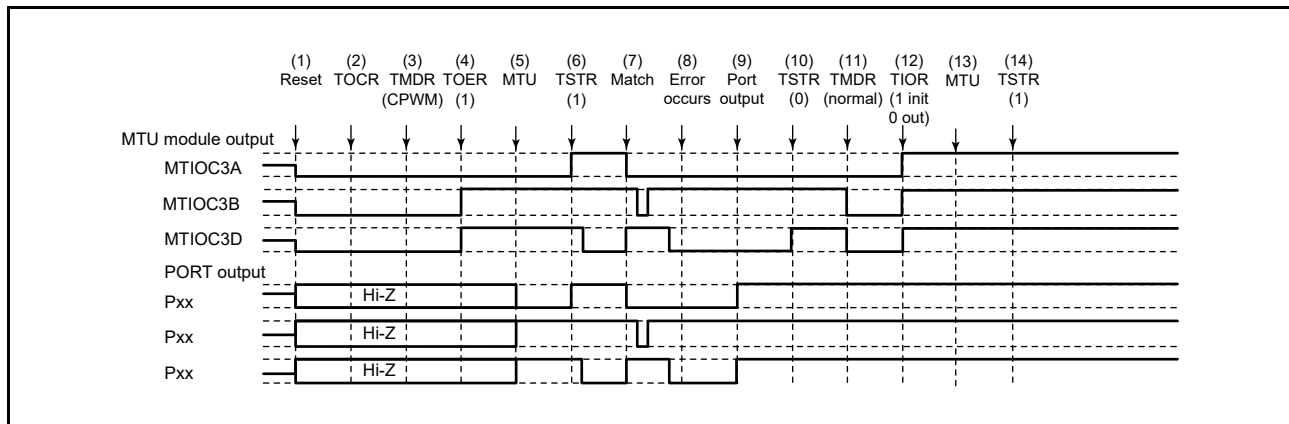 (1) (2) (3) (4) (5) (6) (7) (8) (9) (10) (11) (12) (13) (14)
Reset TOCR TMDR TOER MTU TSTR Match Error Port TSTR TMDR TIOR MTU TSTR
(CPWM) (1) (1) occurs output (0) (normal) (1 init (1)
0 out)
MTU module output
MTIOC3A
MTIOC3B
MTIOC3D
PORT output
Pxx Hi-Z
Pxx Hi-Z
Pxx Hi-Z